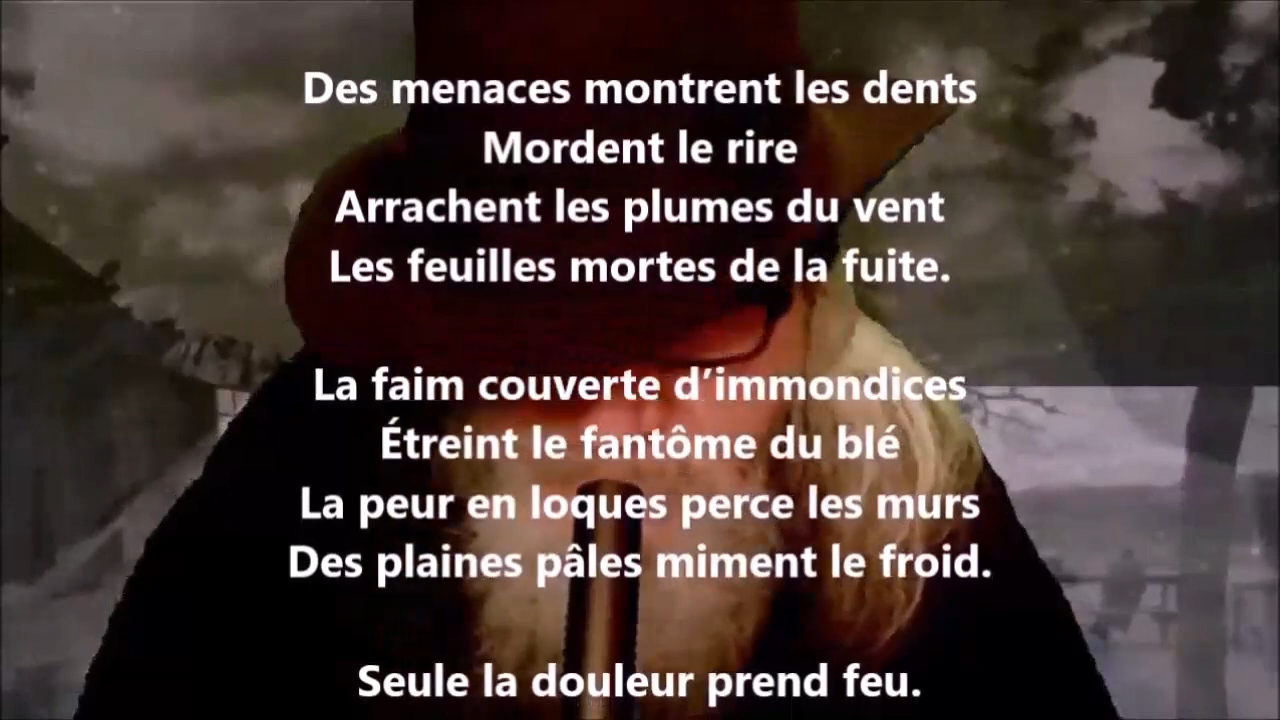 Des menaces montrent les dents
Mordent le rire
Arrachent les plumes du vent
Les feuilles mortes de la fuite.
La faim couverte d’immondices
Étreint le fantôme du blé
La peur en loques perce les murs
Des plaines pâles miment le froid.
Seule la douleur prend feu.